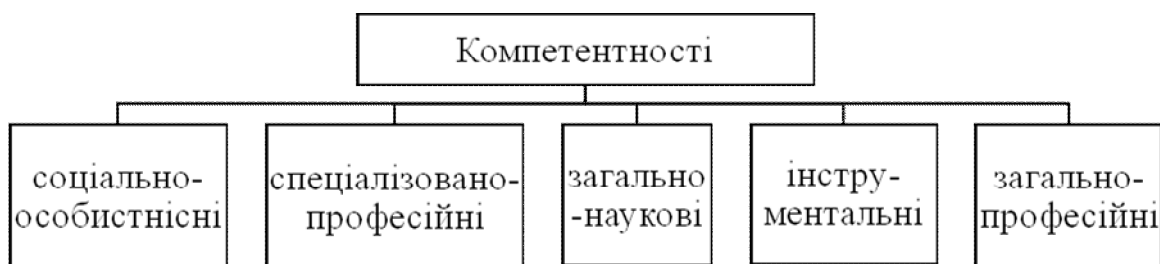 Компетентності
соціально-
особистнісні
спеціалізовано-
професійні
загально
-наукові
інстру-
ментальні
загально-
професійні